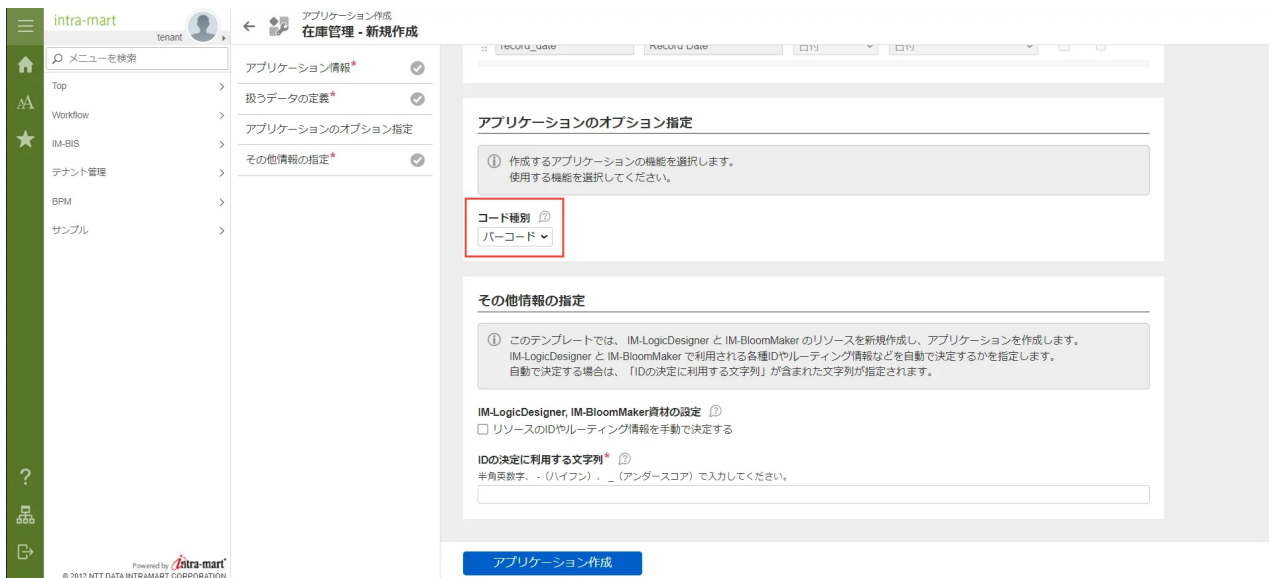 intra-mart
tenant
メニューを検索
Top
Workflow
IM-BIS
テナント管理
BPM
サンプル
Powered by intra-mart
© 2012 NTT DATA INTRAMART CORPORATION
アプリケーション作成
在庫管理 - 新規作成
アプリケーション情報*
扱うデータの定義*
アプリケーションのオプション指定
その他情報の指定*
record_date Record Date 日付 日付
アプリケーションのオプション指定
作成するアプリケーションの機能を選択します。
使用する機能を選択してください。
コード種別
バーコード
その他情報の指定
このテンプレートでは、 IM-LogicDesigner と IM-BloomMaker のリソースを新規作成し、アプリケーションを作成します。
IM-LogicDesigner と IM-BloomMaker で利用される各種IDやルーティング情報などを自動で決定するかを指定します。
自動で決定する場合は、「IDの決定に利用する文字列」が含まれた文字列が指定されます。
IM-LogicDesigner, IM-BloomMaker資材の設定
リソースのIDやルーティング情報を手動で決定する
IDの決定に利用する文字列*
半角英数字、 -（ハイフン）、 _（アンダースコア）で入力してください。
アプリケーション作成